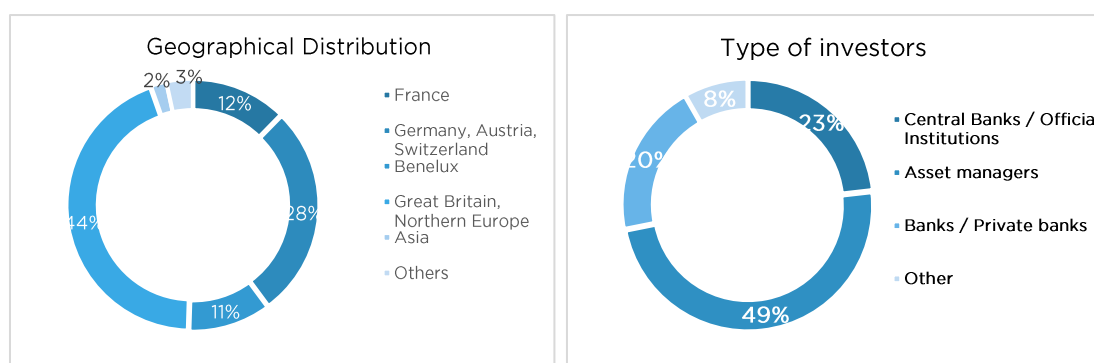 Geographical Distribution
2% 3%
12%
28%
11%
44%
France
Germany, Austria,
Switzerland
Benelux
Great Britain,
Northern Europe
Asia
Others
Type of investors
8%
23%
20%
49%
Central Banks / Officia
Institutions
Asset managers
Banks / Private banks
Other